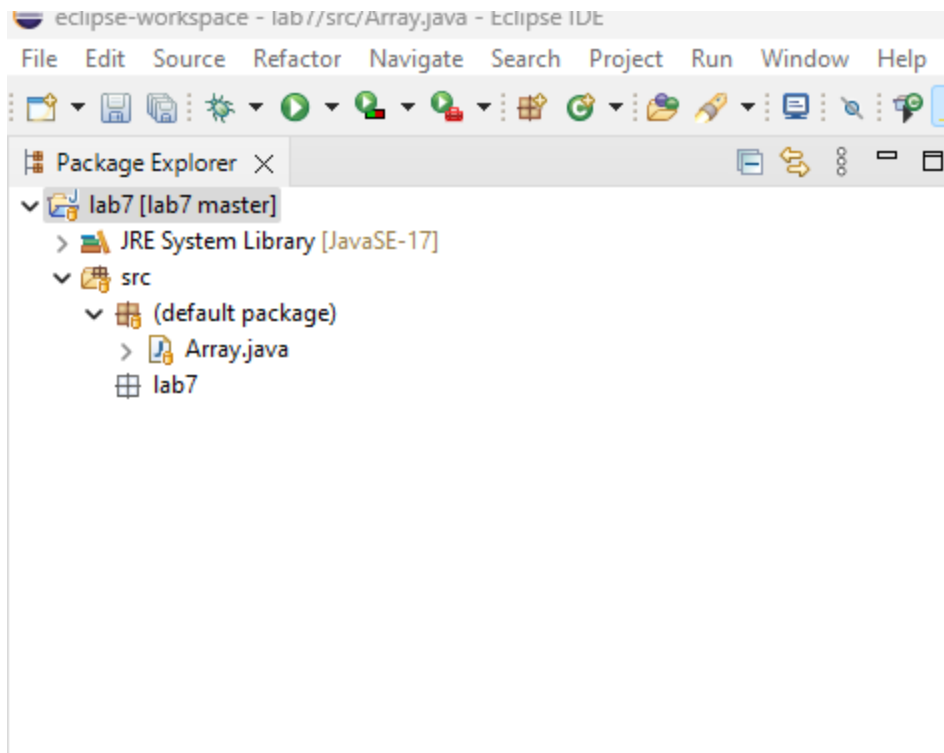 eclipse-workspace - lab7/src/Array.java - Eclipse IDE
File Edit Source Refactor Navigate Search Project Run Window Help
Package Explorer
lab7 [lab7 master]
JRE System Library [JavaSE-17]
src
(default package)
Array.java
lab7